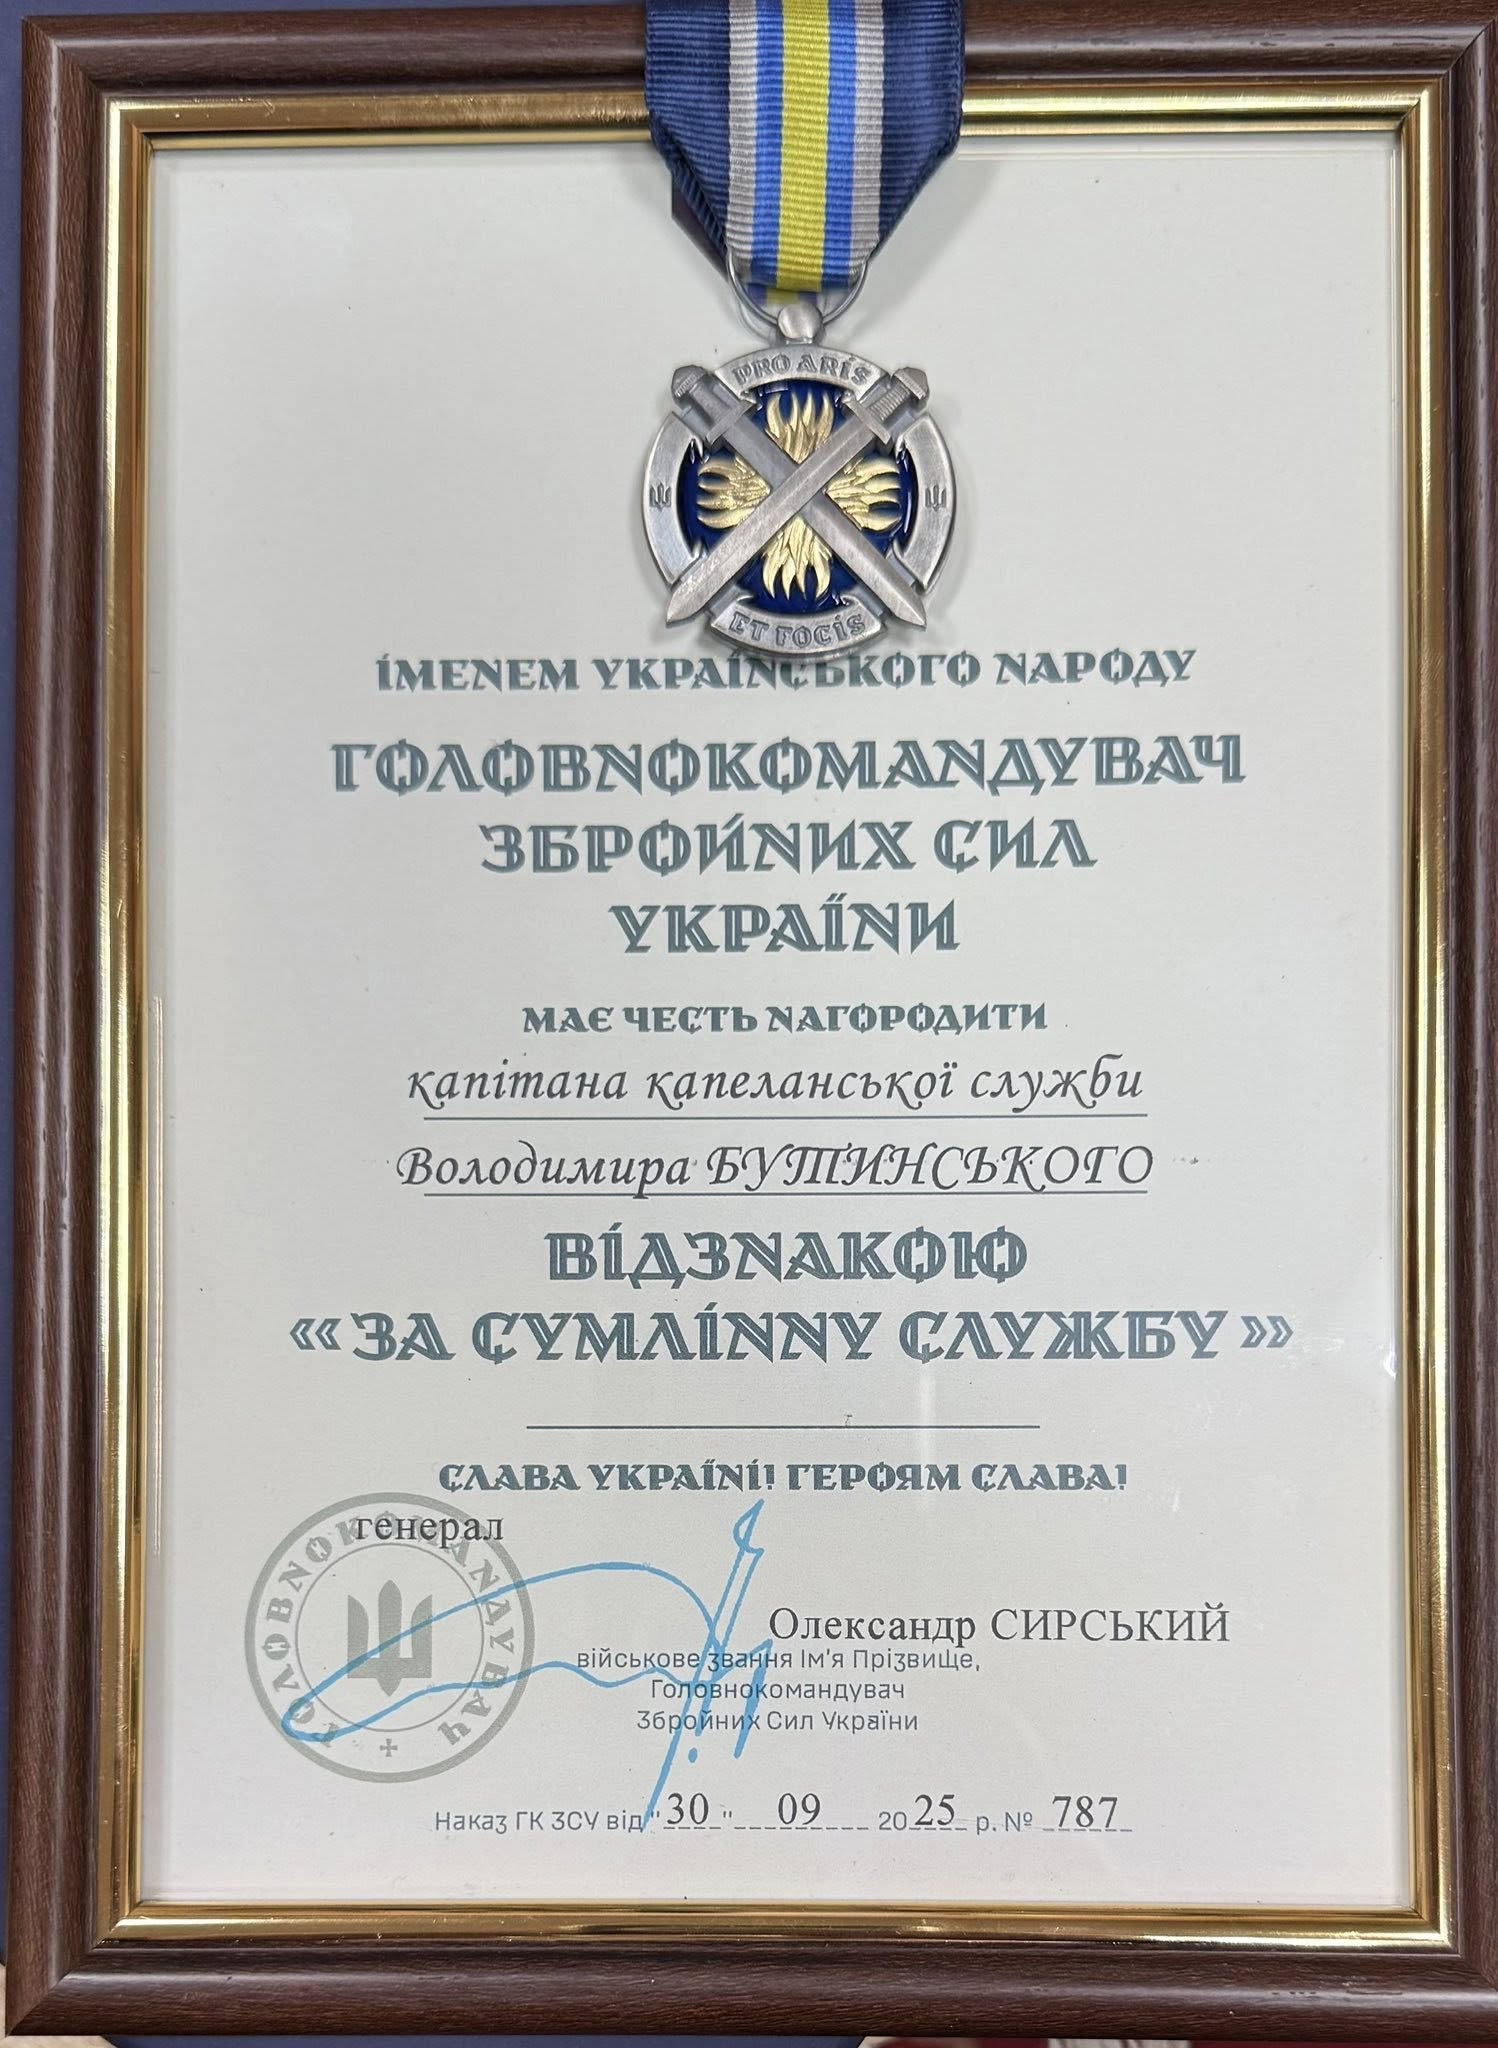 PRO ARIS
ET FOCIS
ІМЕНЕМ УКРАЇНСЬКОГО НАРОДУ
ГОЛОВНОКОМАНДУВАЧ
ЗБРОЙНИХ СИЛ
УКРАЇНИ
МАЄ ЧЕСТЬ НАГОРОДИТИ
капітана капеланської служби
Володимира БУТИНСЬКОГО
ВІДЗНАКОЮ
«ЗА СУМЛІННУ СЛУЖБУ»
СЛАВА УКРАЇНІ! ГЕРОЯМ СЛАВА!
генерал
ГОЛОВНОКОМАНДУВАЧ
Олександр СИРСЬКИЙ
військове звання Ім'я Прізвище,
Головнокомандувач
Збройних Сил України
Наказ ГК ЗСУ від "30" 09 2025 р. № 787